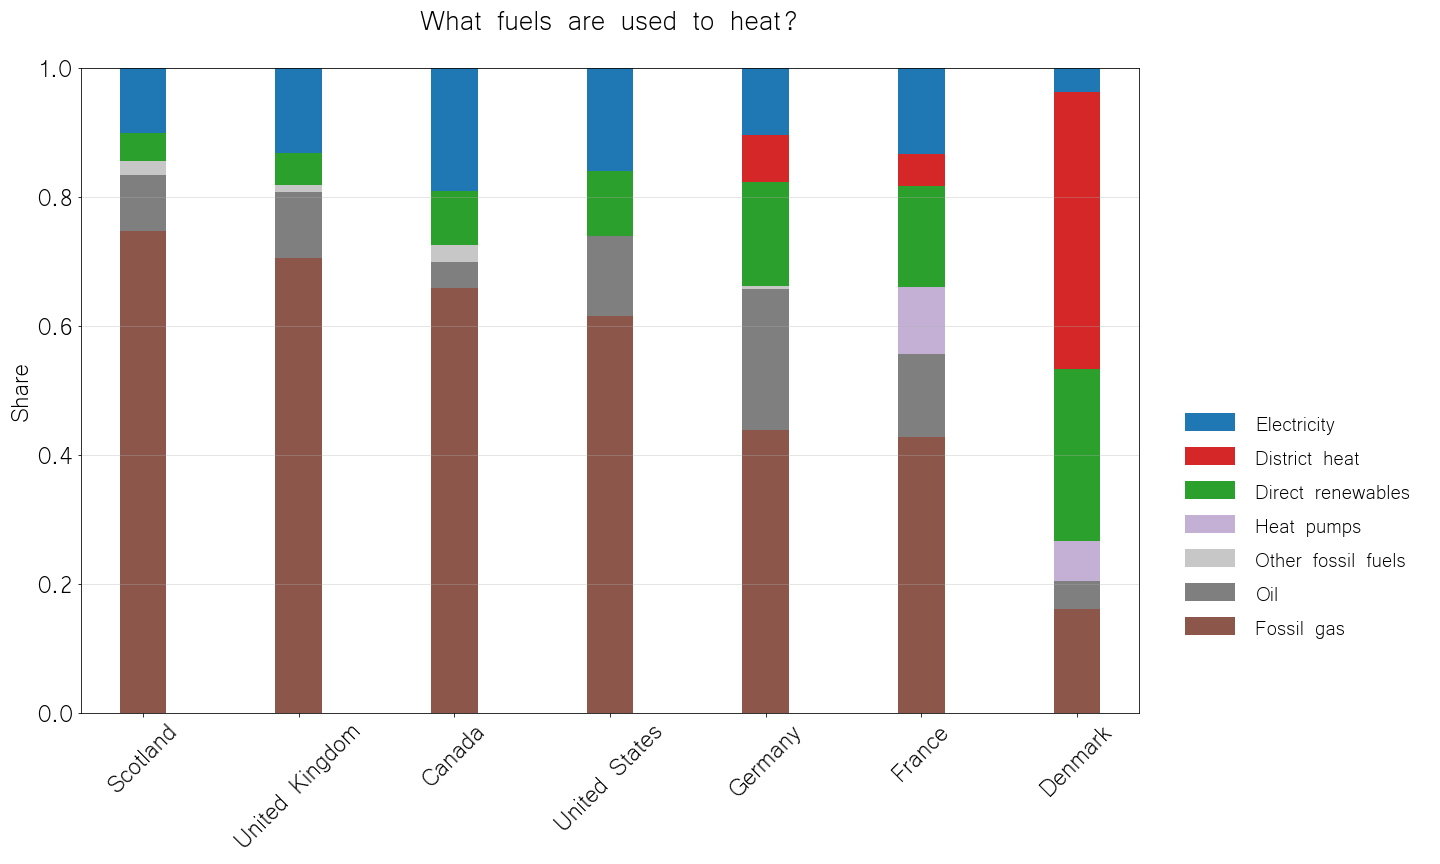 What fuels are used to heat?
1.0
0.8
0.6
0.4
0.2
0.0
Share
Scotland
United Kingdom
Canada
United States
Germany
France
Denmark
Electricity
District heat
Direct renewables
Heat pumps
Other fossil fuels
Oil
Fossil gas